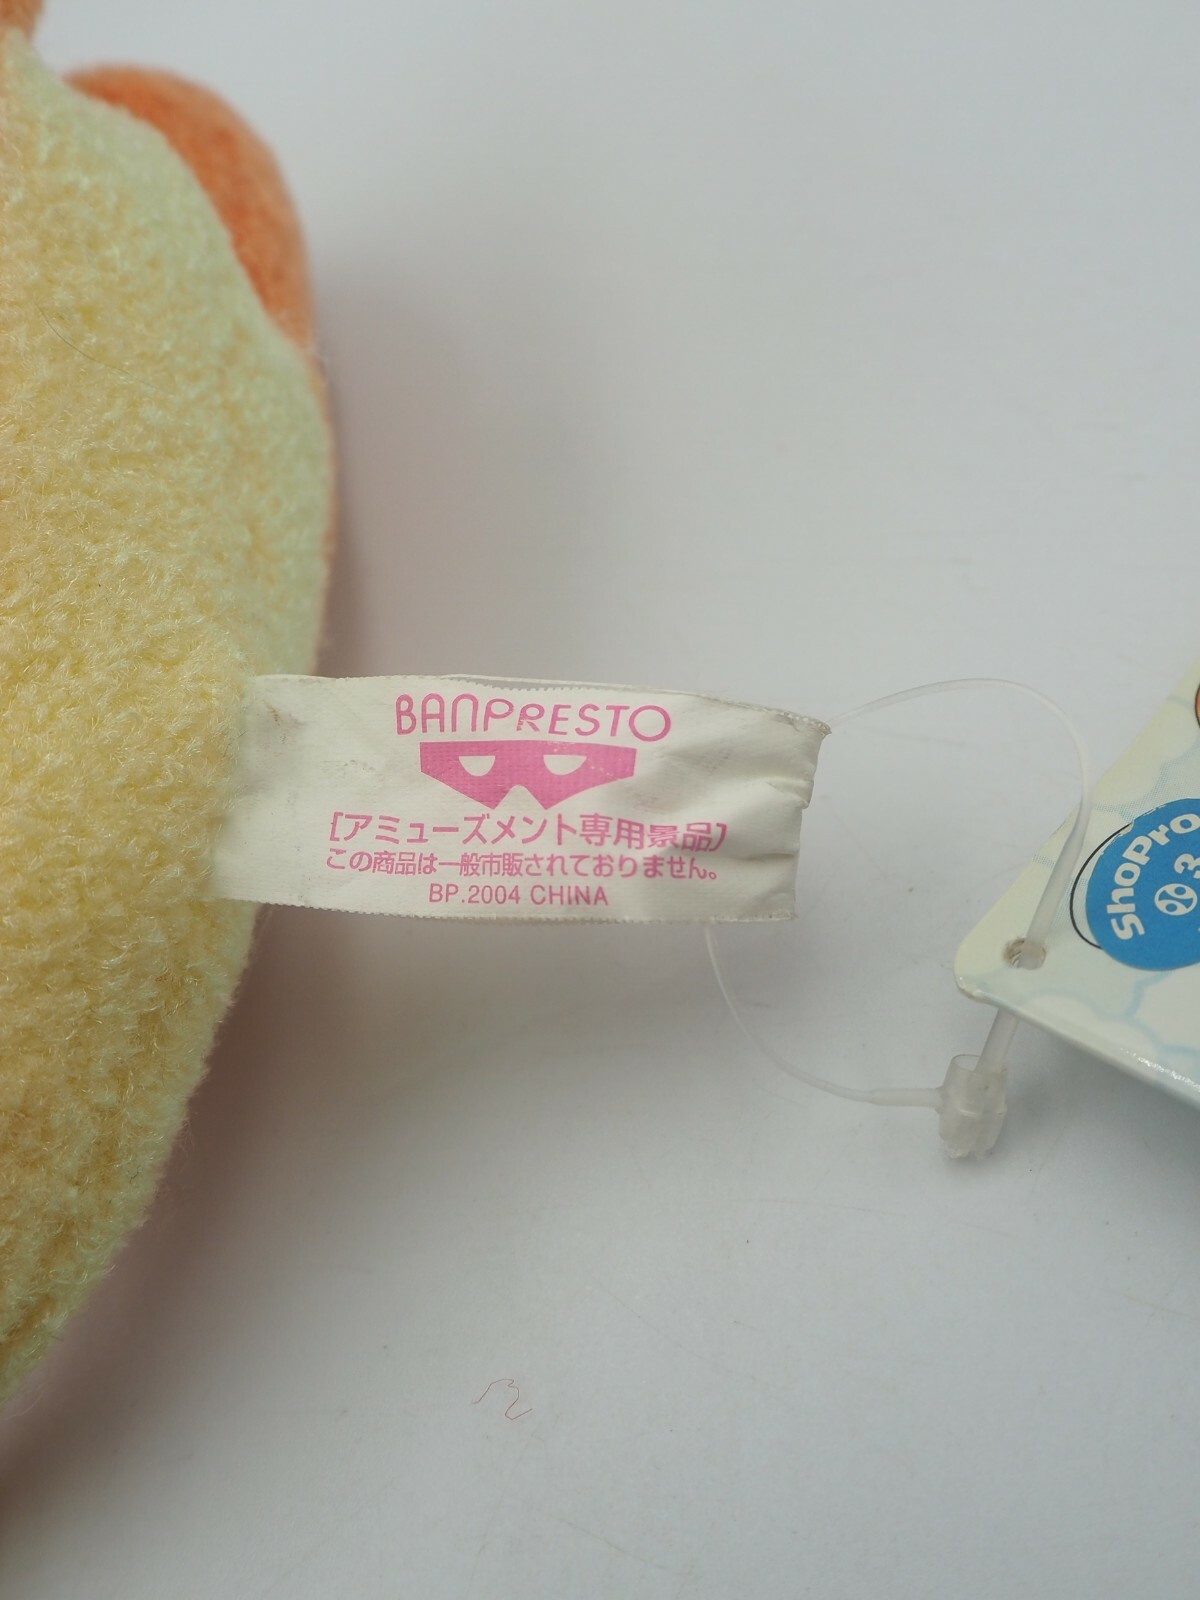 BANPRESTO
[アミューズメント専用景品]
この商品は一般市販されておりません。
BP.2004 CHINA
ShoPro
3